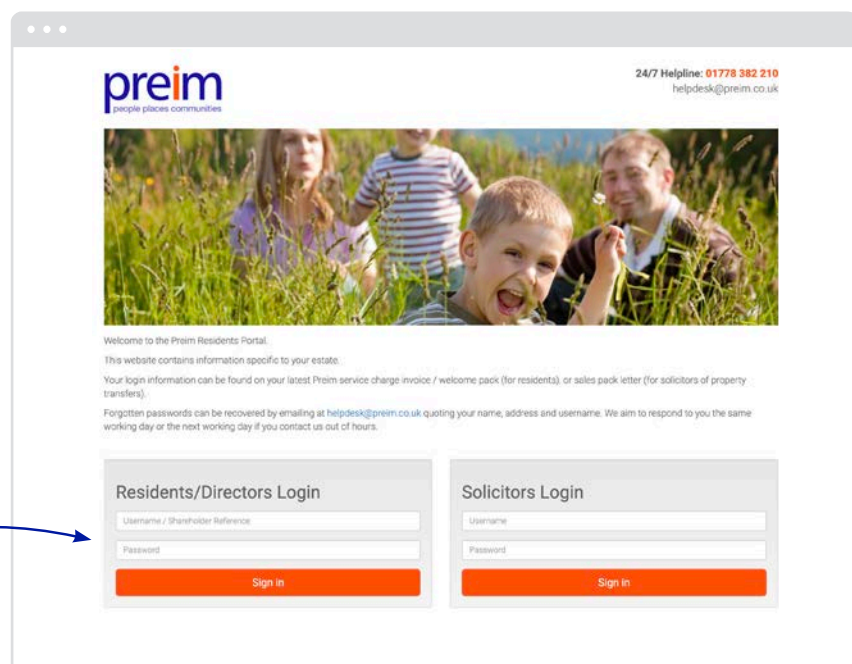 preim
people places communities
24/7 Helpline: 01778 382 210
helpdesk@preim.co.uk
Welcome to the Preim Residents Portal.
This website contains information specific to your estate.
Your login information can be found on your latest Preim service charge invoice / welcome pack (for residents), or sales pack letter (for solicitors of property
transfers).
Forgotten passwords can be recovered by emailing at helpdesk@preim.co.uk quoting your name, address and username. We aim to respond to you the same
working day or the next working day if you contact us out of hours.
Residents/Directors Login
Username / Shareholder Reference
Password
Sign in
Solicitors Login
Username
Password
Sign in